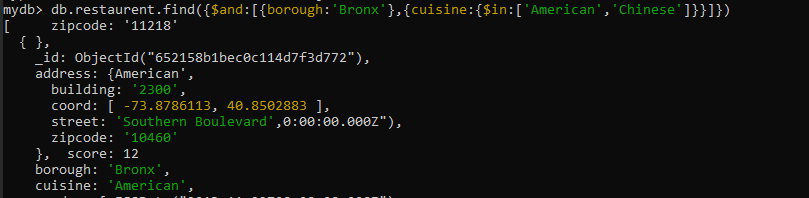 mydb> db.restaurent.find({$and:[{borough:'Bronx'},{cuisine:{$in:['American','Chinese']}}]})
[     zipcode: '11218'
  { },
    _id: ObjectId("652158b1bec0c114d7f3d772"),
    address: {American',
      building: '2300',
      coord: [ -73.8786113, 40.8502883 ],
      street: 'Southern Boulevard',0:00:00.000Z"),
      zipcode: '10460'
    },  score: 12
    borough: 'Bronx',
    cuisine: 'American',